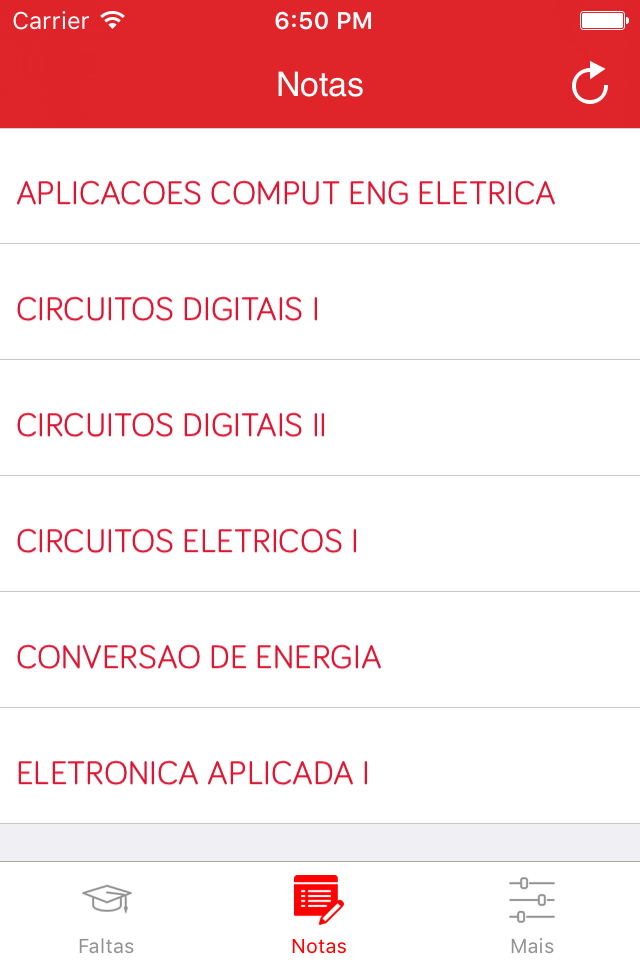 Carrier 6:50 PM
Notas
APLICACOES COMPUT ENG ELETRICA
CIRCUITOS DIGITAIS I
CIRCUITOS DIGITAIS II
CIRCUITOS ELETRICOS I
CONVERSAO DE ENERGIA
ELETRONICA APLICADA I
Faltas Notas Mais